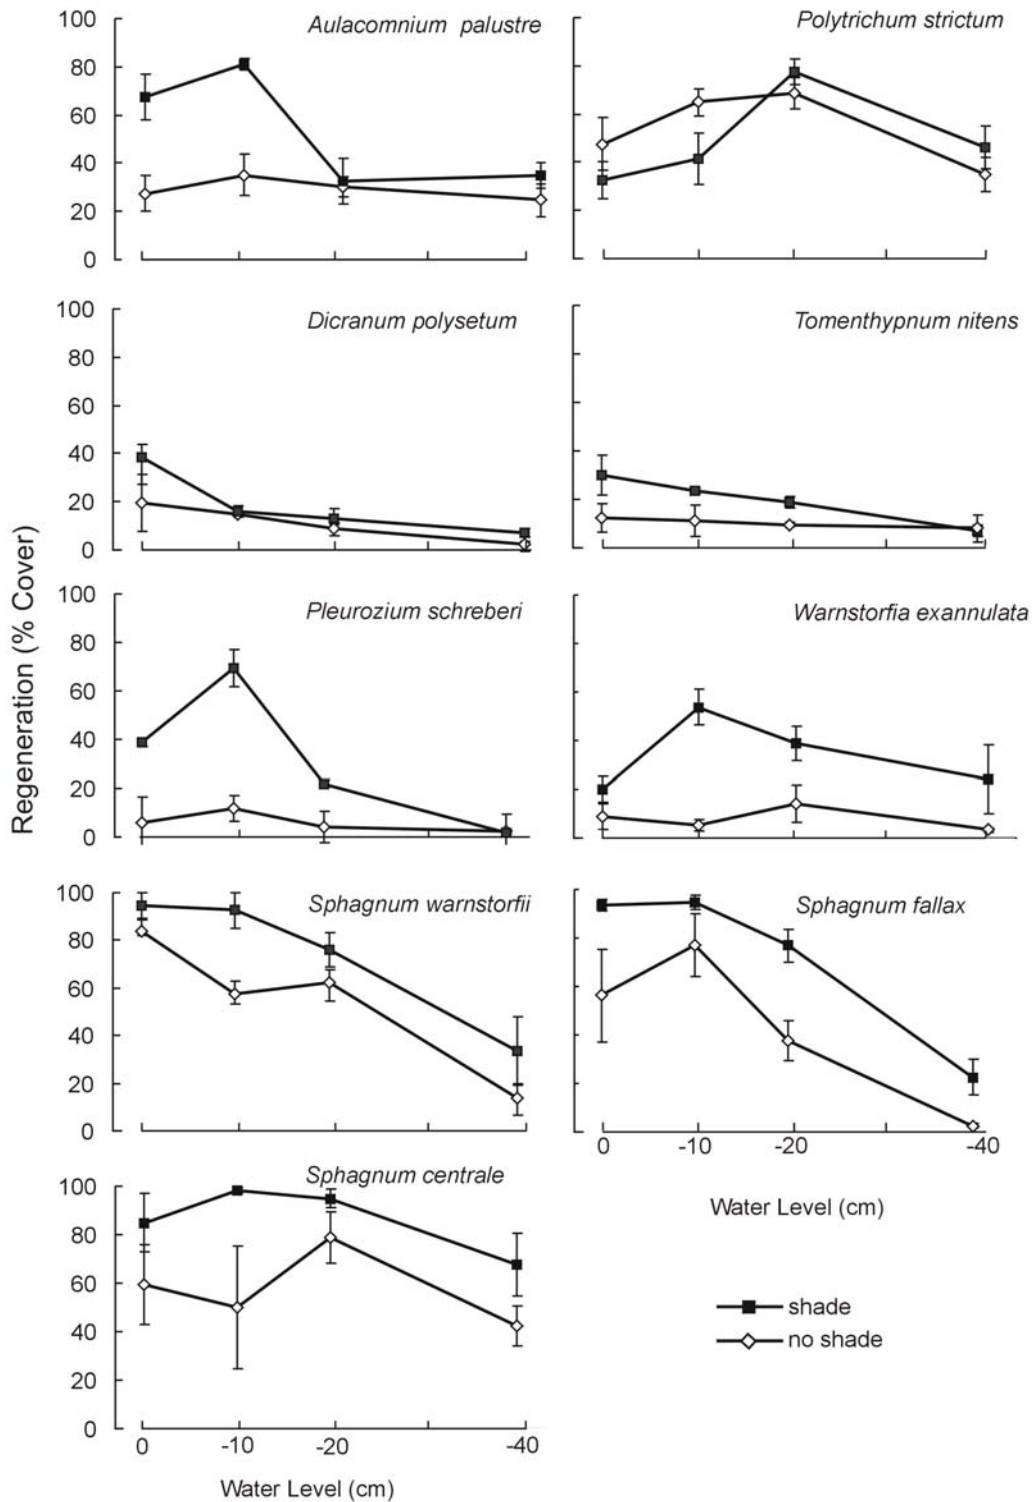 Regeneration (% Cover)
Aulacomnium palustre
100
80
60
40
20
0
Polytrichum strictum
Dicranum polysetum
100
80
60
40
20
0
Tomenthypnum nitens
Pleurozium schreberi
100
80
60
40
20
0
Warnstorfia exannulata
Sphagnum warnstorfii
100
80
60
40
20
0
Sphagnum fallax
0 -10 -20 -40
Water Level (cm)
Sphagnum centrale
100
80
60
40
20
0
0 -10 -20 -40
Water Level (cm)
shade
no shade